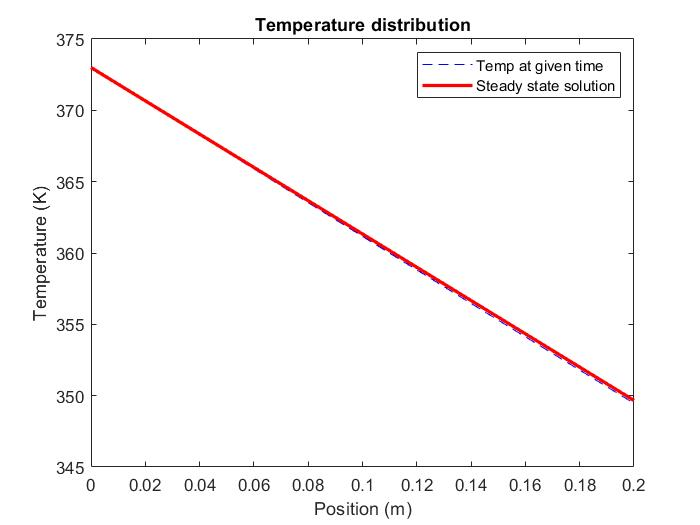 Temperature distribution
375
370
365
360
355
350
345
Temperature (K)
Temp at given time
Steady state solution
0 0.02 0.04 0.06 0.08 0.1 0.12 0.14 0.16 0.18 0.2
Position (m)